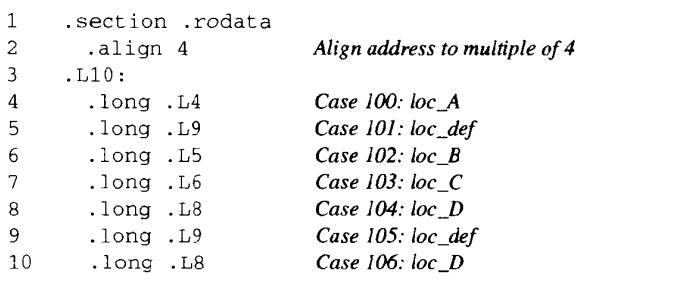 1 .section .rodata
2 .align 4 Align address to multiple of 4
3 .L10:
4 .long .L4 Case 100: loc_A
5 .long .L9 Case 101: loc_def
6 .long .L5 Case 102: loc_B
7 .long .L6 Case 103: loc_C
8 .long .L8 Case 104: loc_D
9 .long .L9 Case 105: loc_def
10 .long .L8 Case 106: loc_D